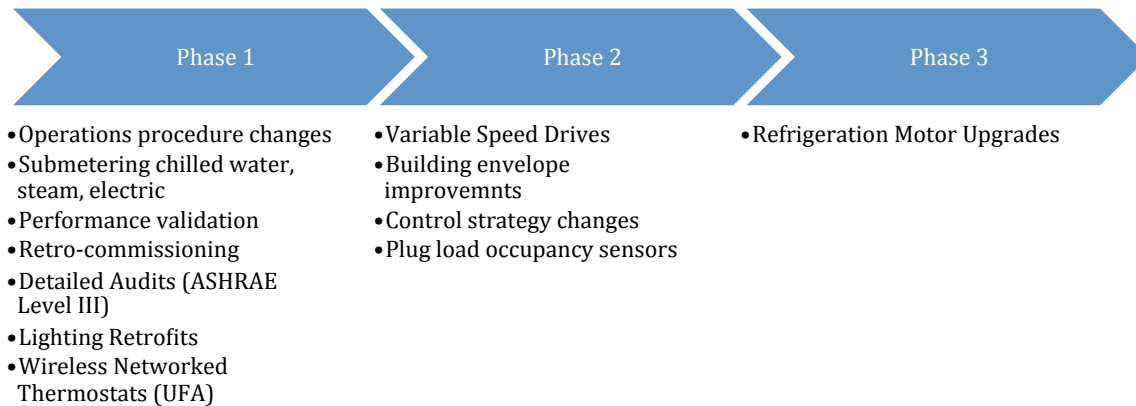 Phase 1
Phase 2
Phase 3
•Operations procedure changes
•Submetering chilled water,
steam, electric
•Performance validation
•Retro-commissioning
•Detailed Audits (ASHRAE
Level III)
•Lighting Retrofits
•Wireless Networked
Thermostats (UFA)
•Variable Speed Drives
•Building envelope
improvemnts
•Control strategy changes
•Plug load occupancy sensors
•Refrigeration Motor Upgrades